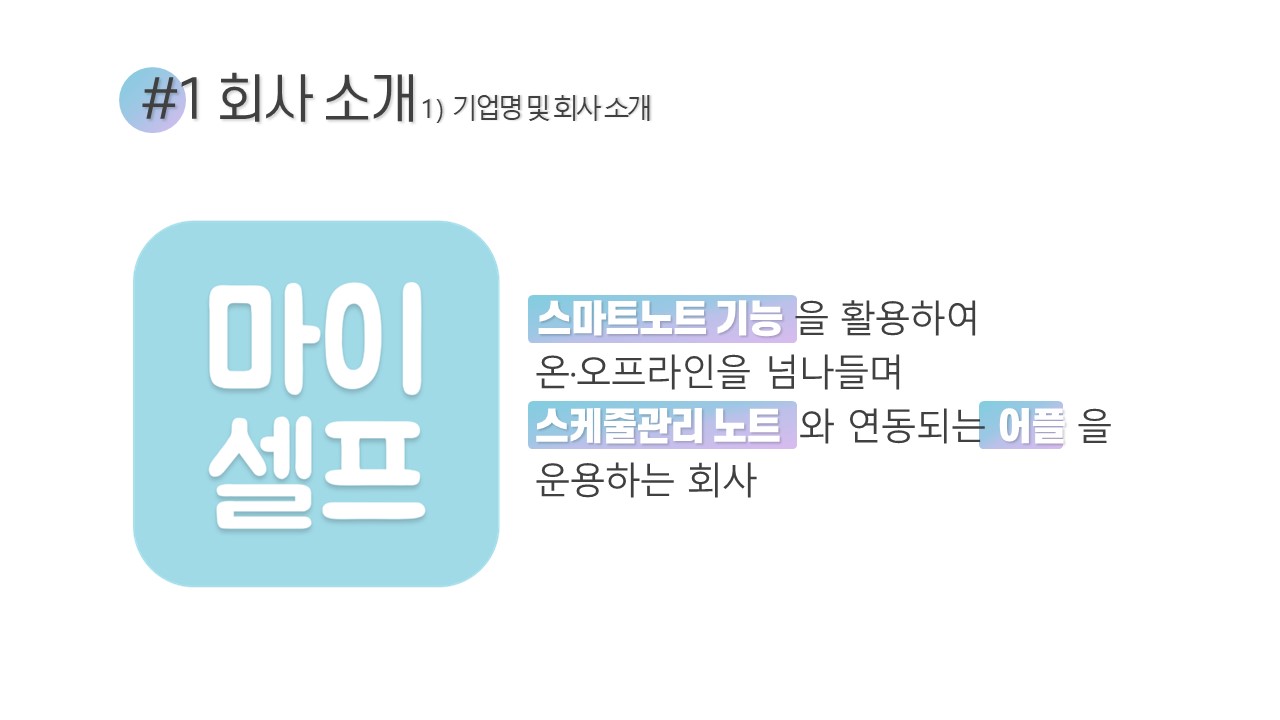 #1 회사 소개 1) 기업명 및 회사 소개
마이
셀프
스마트노트 기능을 활용하여
온·오프라인을 넘나들며
스케줄관리 노트와 연동되는 어플 을
운용하는 회사